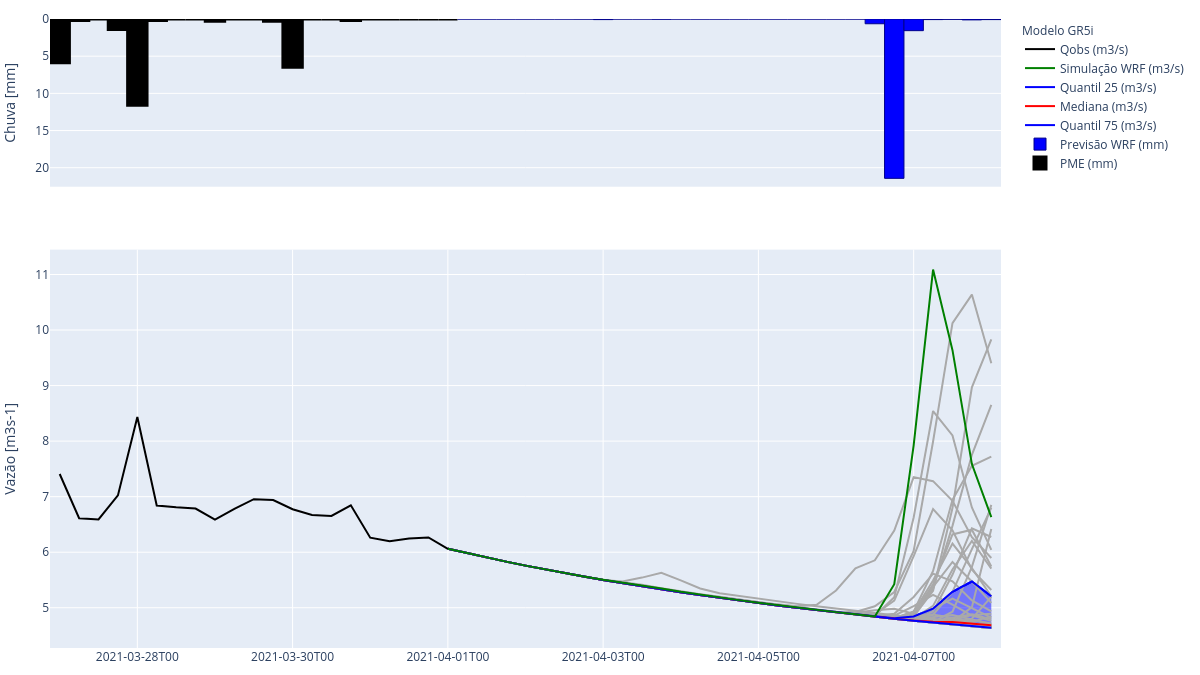 Chuva [mm]
0
5
10
15
20
Modelo GR5i
Qobs (m3/s)
Simulação WRF (m3/s)
Quantil 25 (m3/s)
Mediana (m3/s)
Quantil 75 (m3/s)
Previsão WRF (mm)
PME (mm)
Vazão [m3s-1]
11
10
9
8
7
6
5
2021-03-28T00
2021-03-30T00
2021-04-01T00
2021-04-03T00
2021-04-05T00
2021-04-07T00